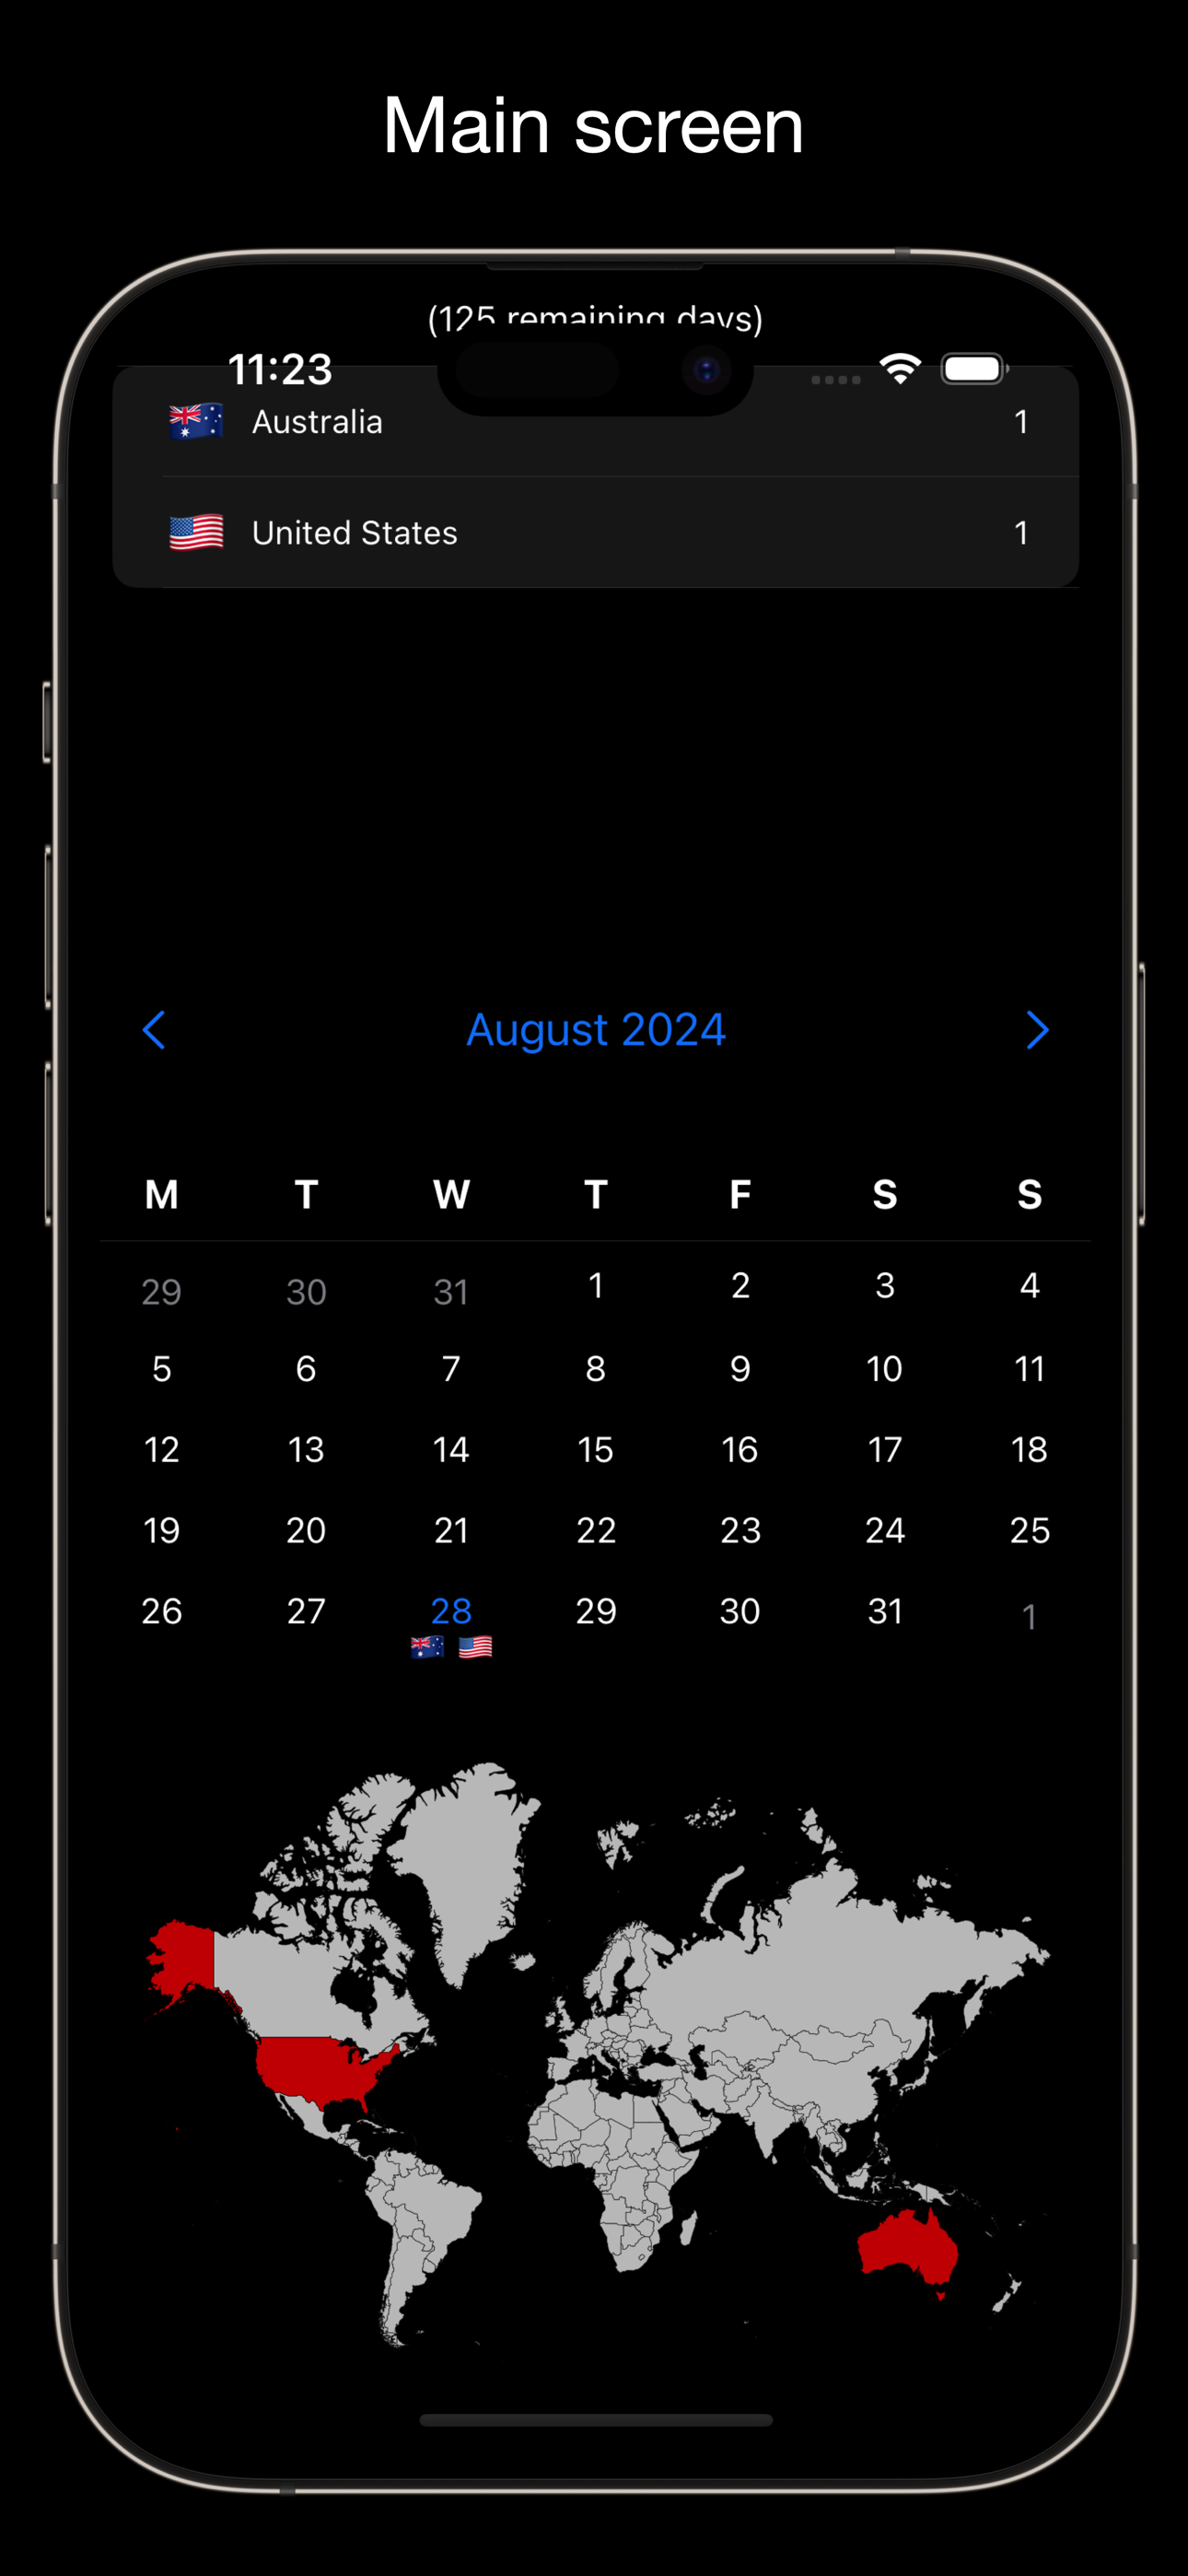 Main screen
(125 remaining days)
11:23
Australia 1
United States 1
August 2024
M T W T F S S
29 30 31 1 2 3 4
5 6 7 8 9 10 11
12 13 14 15 16 17 18
19 20 21 22 23 24 25
26 27 28 29 30 31 1